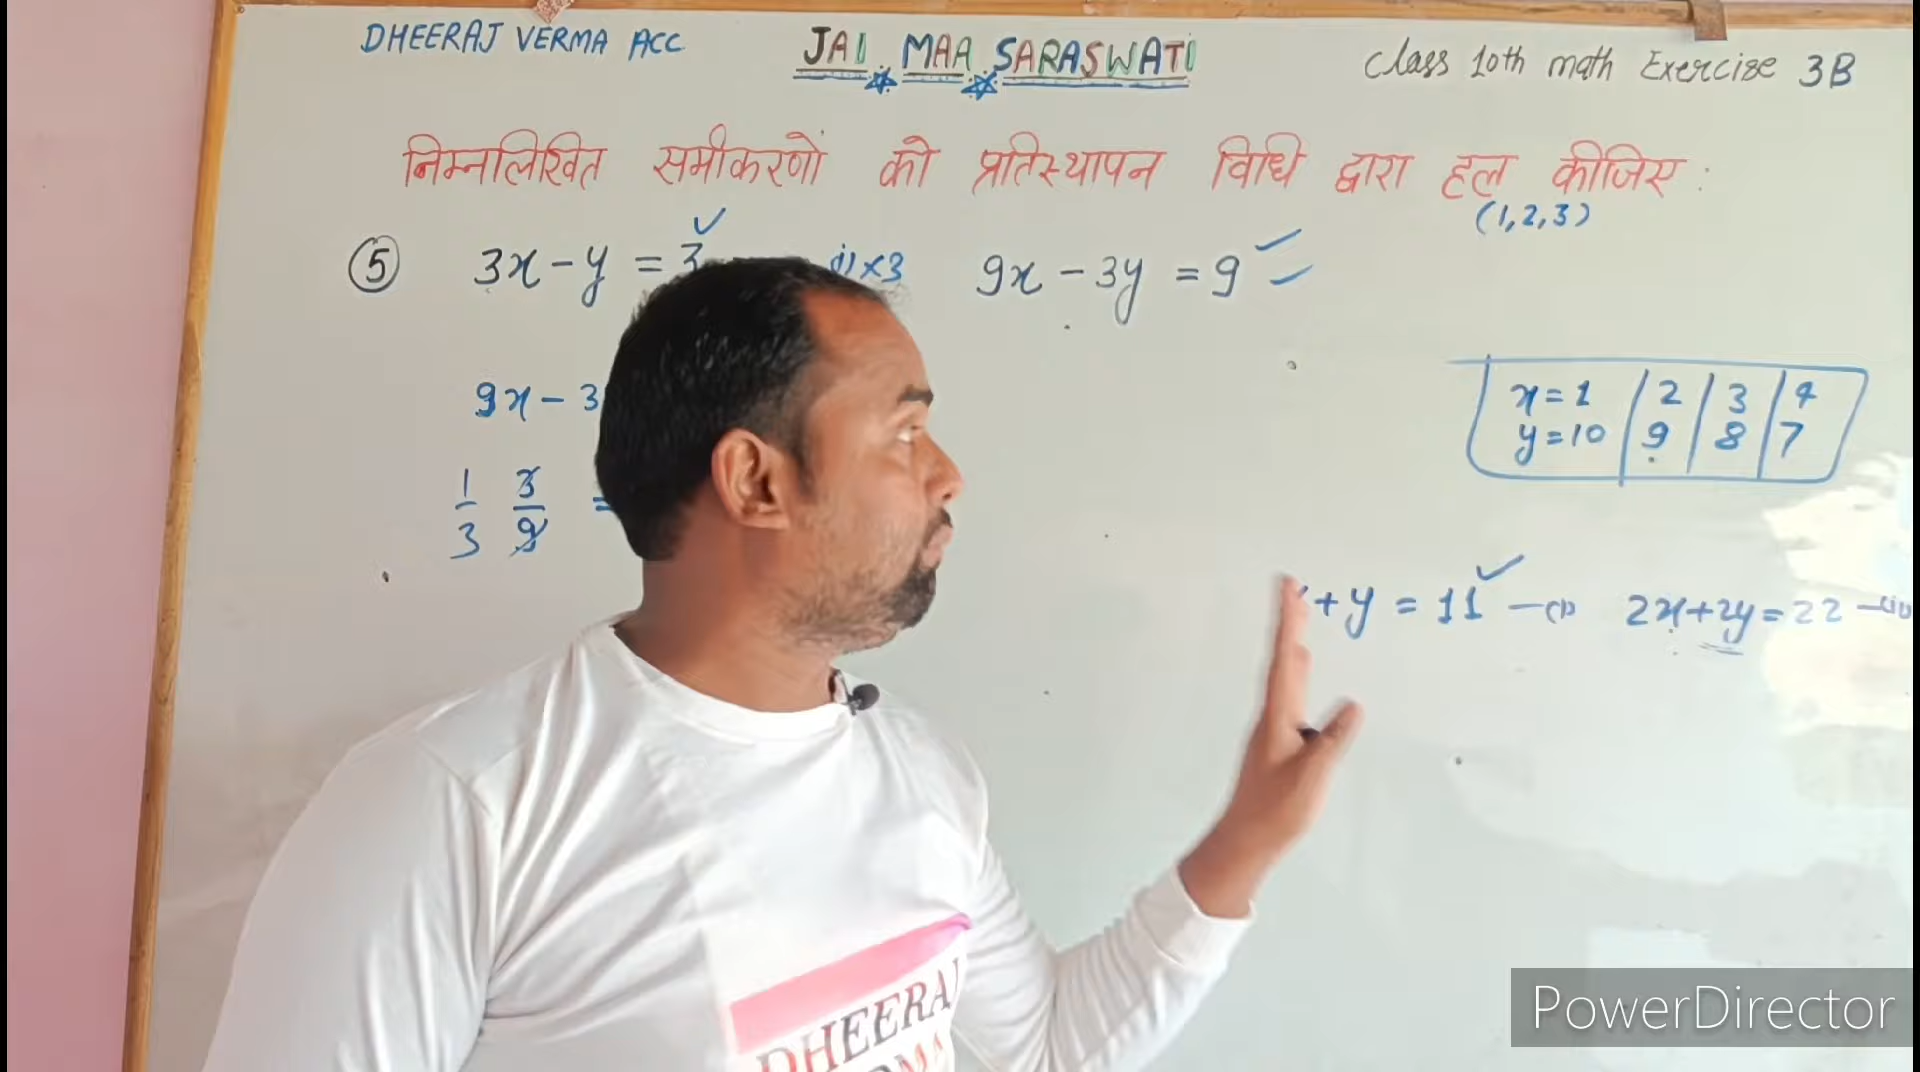 DHEERAJ VERMA ACC
JAI MAA SARASWATI
Class 10th math Exercise 3B
निम्नलिखित समीकरणों को प्रतिस्थापन विधि द्वारा हल कीजिए :
(1,2,3)
5 3x - y = 3 ×3 9x - 3y = 9
9x - 3
x = 1 | 2 | 3 | 4
y = 10 | 9 | 8 | 7
1/3 3/9 =
+ y = 11 —(i) 2x + 2y = 22
DHEERAJ
PowerDirector